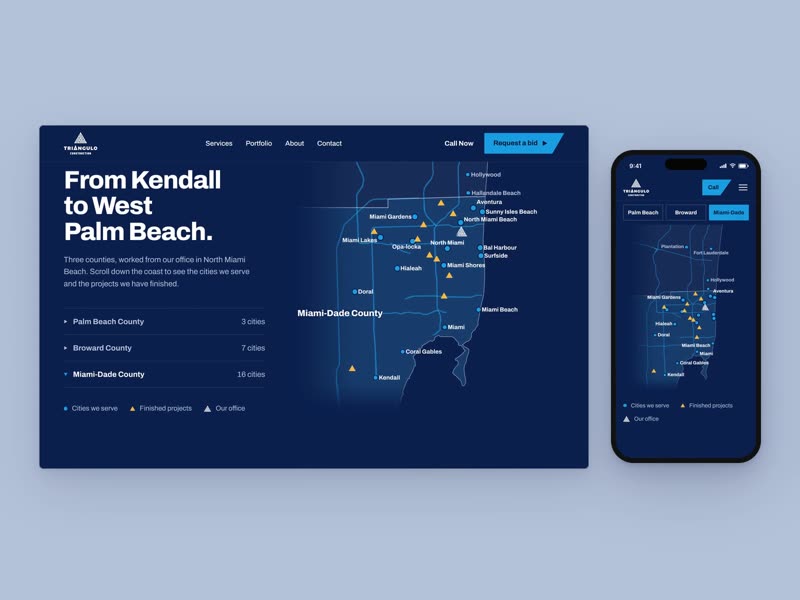 TRIÁNGULO
CONSTRUCTION
Services
Portfolio
About
Contact
Call Now
Request a bid
From Kendall
to West
Palm Beach.
Three counties, worked from our office in North Miami
Beach. Scroll down the coast to see the cities we serve
and the projects we have finished.
Palm Beach County 3 cities
Broward County 7 cities
Miami-Dade County 16 cities
Cities we serve
Finished projects
Our office
Hollywood
Hallandale Beach
Aventura
Sunny Isles Beach
Miami Gardens
North Miami Beach
Miami Lakes
Opa-locka
North Miami
Bal Harbour
Surfside
Hialeah
Miami Shores
Doral
Miami-Dade County
Miami Beach
Miami
Coral Gables
Kendall
9:41
TRIÁNGULO
CONSTRUCTION
Call
Palm Beach
Broward
Miami-Dade
Plantation
Fort Lauderdale
Hollywood
Aventura
Miami Gardens
Hialeah
Doral
Miami Beach
Miami
Coral Gables
Kendall
Cities we serve
Finished projects
Our office